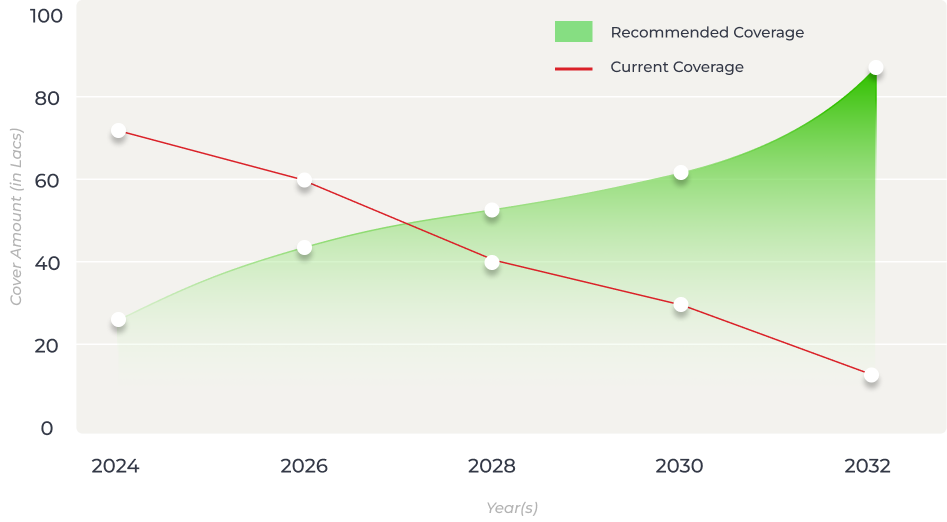 100
80
60
40
20
0
Cover Amount (in Lacs)
Recommended Coverage
Current Coverage
2024 2026 2028 2030 2032
Year(s)